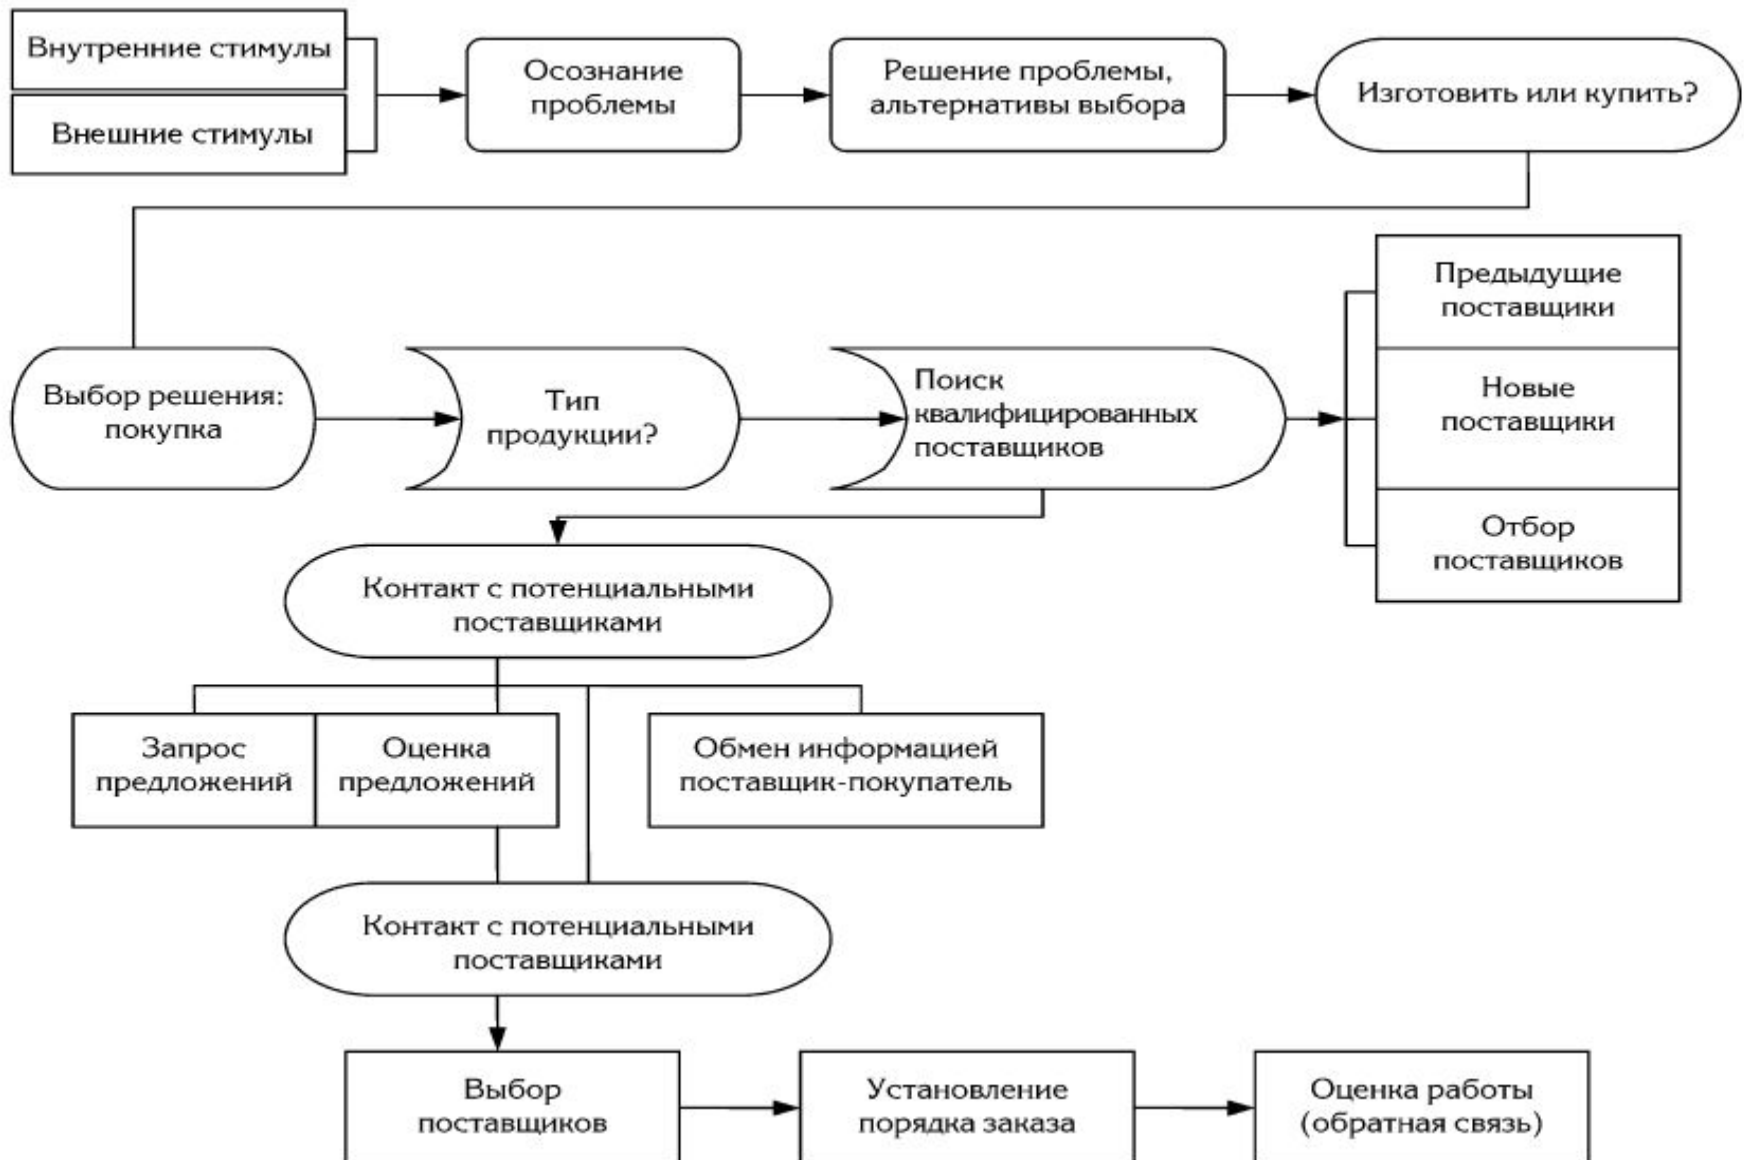 Внутренние стимулы
Внешние стимулы
Осознание
проблемы
Решение проблемы,
альтернативы выбора
Изготовить или купить?
Выбор решения:
покупка
Тип
продукции?
Поиск
квалифицированных
поставщиков
Предыдущие
поставщики
Новые
поставщики
Отбор
поставщиков
Контакт с потенциальными
поставщиками
Запрос
предложений
Оценка
предложений
Обмен информацией
поставщик-покупатель
Контакт с потенциальными
поставщиками
Выбор
поставщиков
Установление
порядка заказа
Оценка работы
(обратная связь)